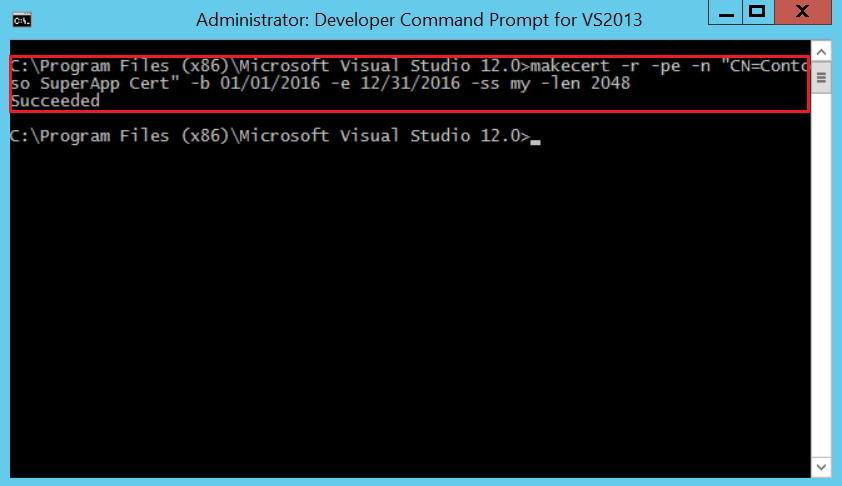 Administrator: Developer Command Prompt for VS2013
C:\Program Files (x86)\Microsoft Visual Studio 12.0>makecert -r -pe -n "CN=Conto
so SuperApp Cert" -b 01/01/2016 -e 12/31/2016 -ss my -len 2048
Succeeded
C:\Program Files (x86)\Microsoft Visual Studio 12.0>_